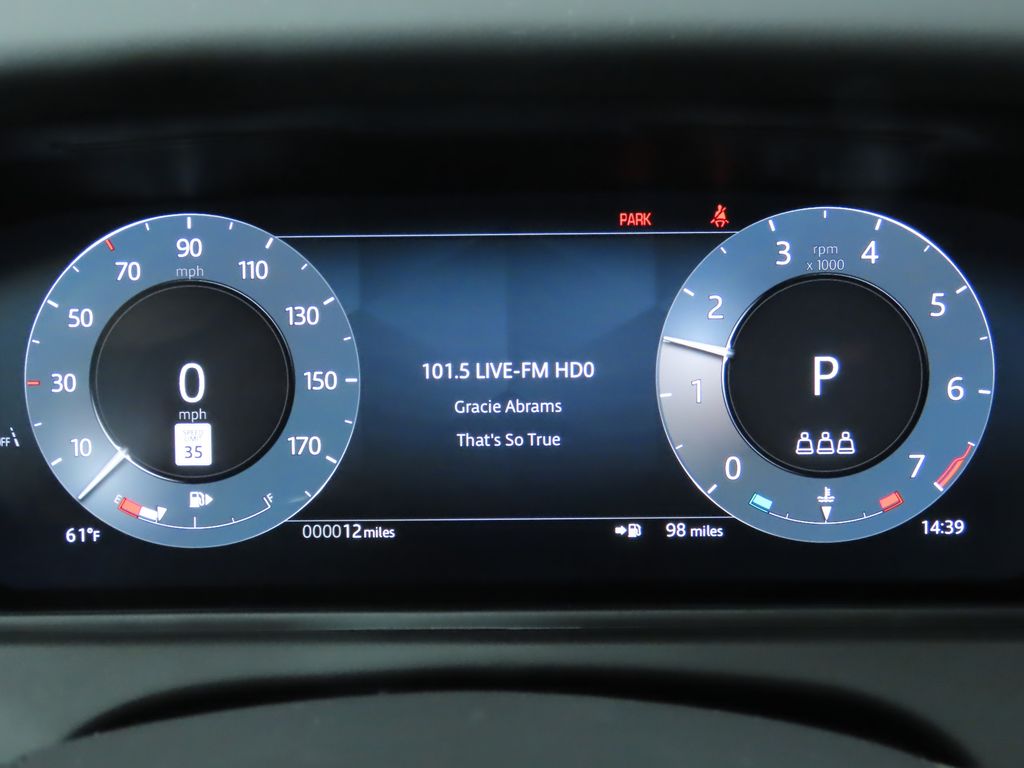 PARK
90
mph
70
110
50
130
30
150
10
170
0
mph
SPEED
LIMIT
35
E
F
OFF
61°F
101.5 LIVE-FM HD0
Gracie Abrams
That's So True
000012 miles
98 miles
rpm
x 1000
3
4
2
5
1
6
0
7
P
14:39